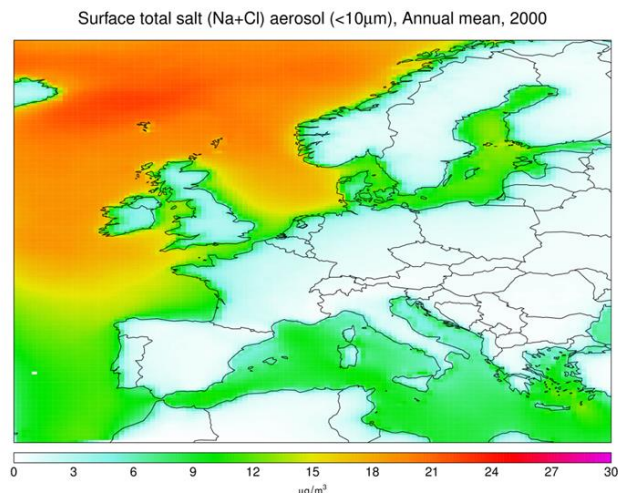 Surface total salt (Na+Cl) aerosol (<10μm), Annual mean, 2000
0 3 6 9 12 15 18 21 24 27 30
μg/m³